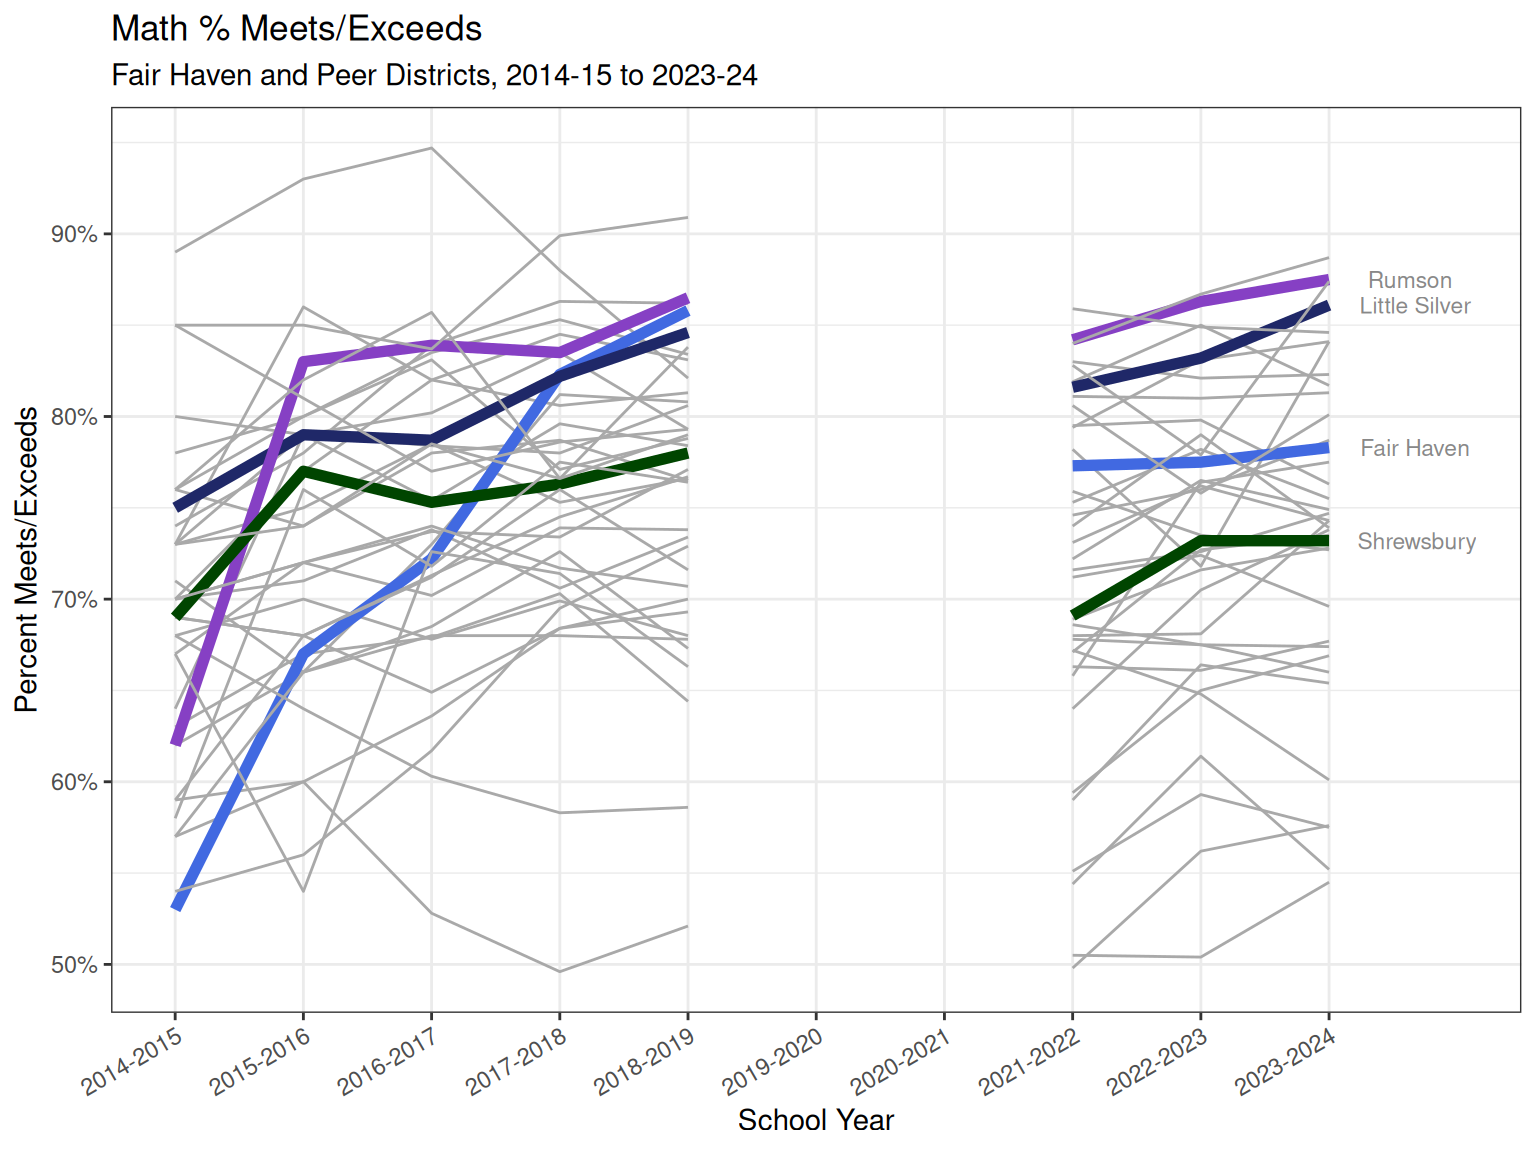 Math % Meets/Exceeds
Fair Haven and Peer Districts, 2014-15 to 2023-24
Percent Meets/Exceeds
90%
80%
70%
60%
50%
Rumson
Little Silver
Fair Haven
Shrewsbury
2014-2015
2015-2016
2016-2017
2017-2018
2018-2019
2019-2020
2020-2021
2021-2022
2022-2023
2023-2024
School Year